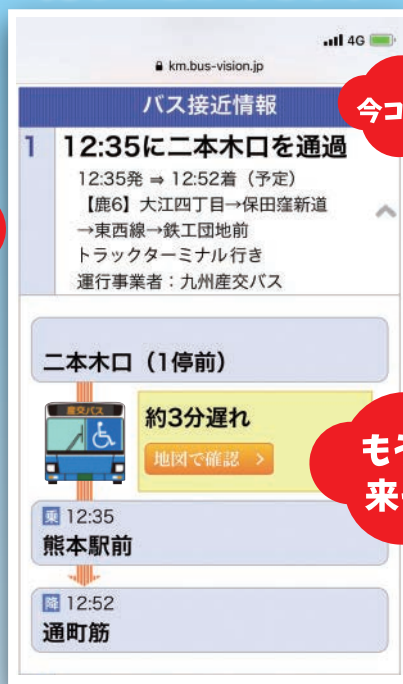 4G
km.bus-vision.jp
バス接近情報
今コ
1
12:35に二本木口を通過
12:35発 ⇒ 12:52着（予定）
【鹿6】大江四丁目→保田窪新道
→東西線→鉄工団地前
トラックターミナル行き
運行事業者：九州産交バス
二本木口（1停前）
産交バス
約3分遅れ
地図で確認 >
乗 12:35
熊本駅前
降 12:52
通町筋